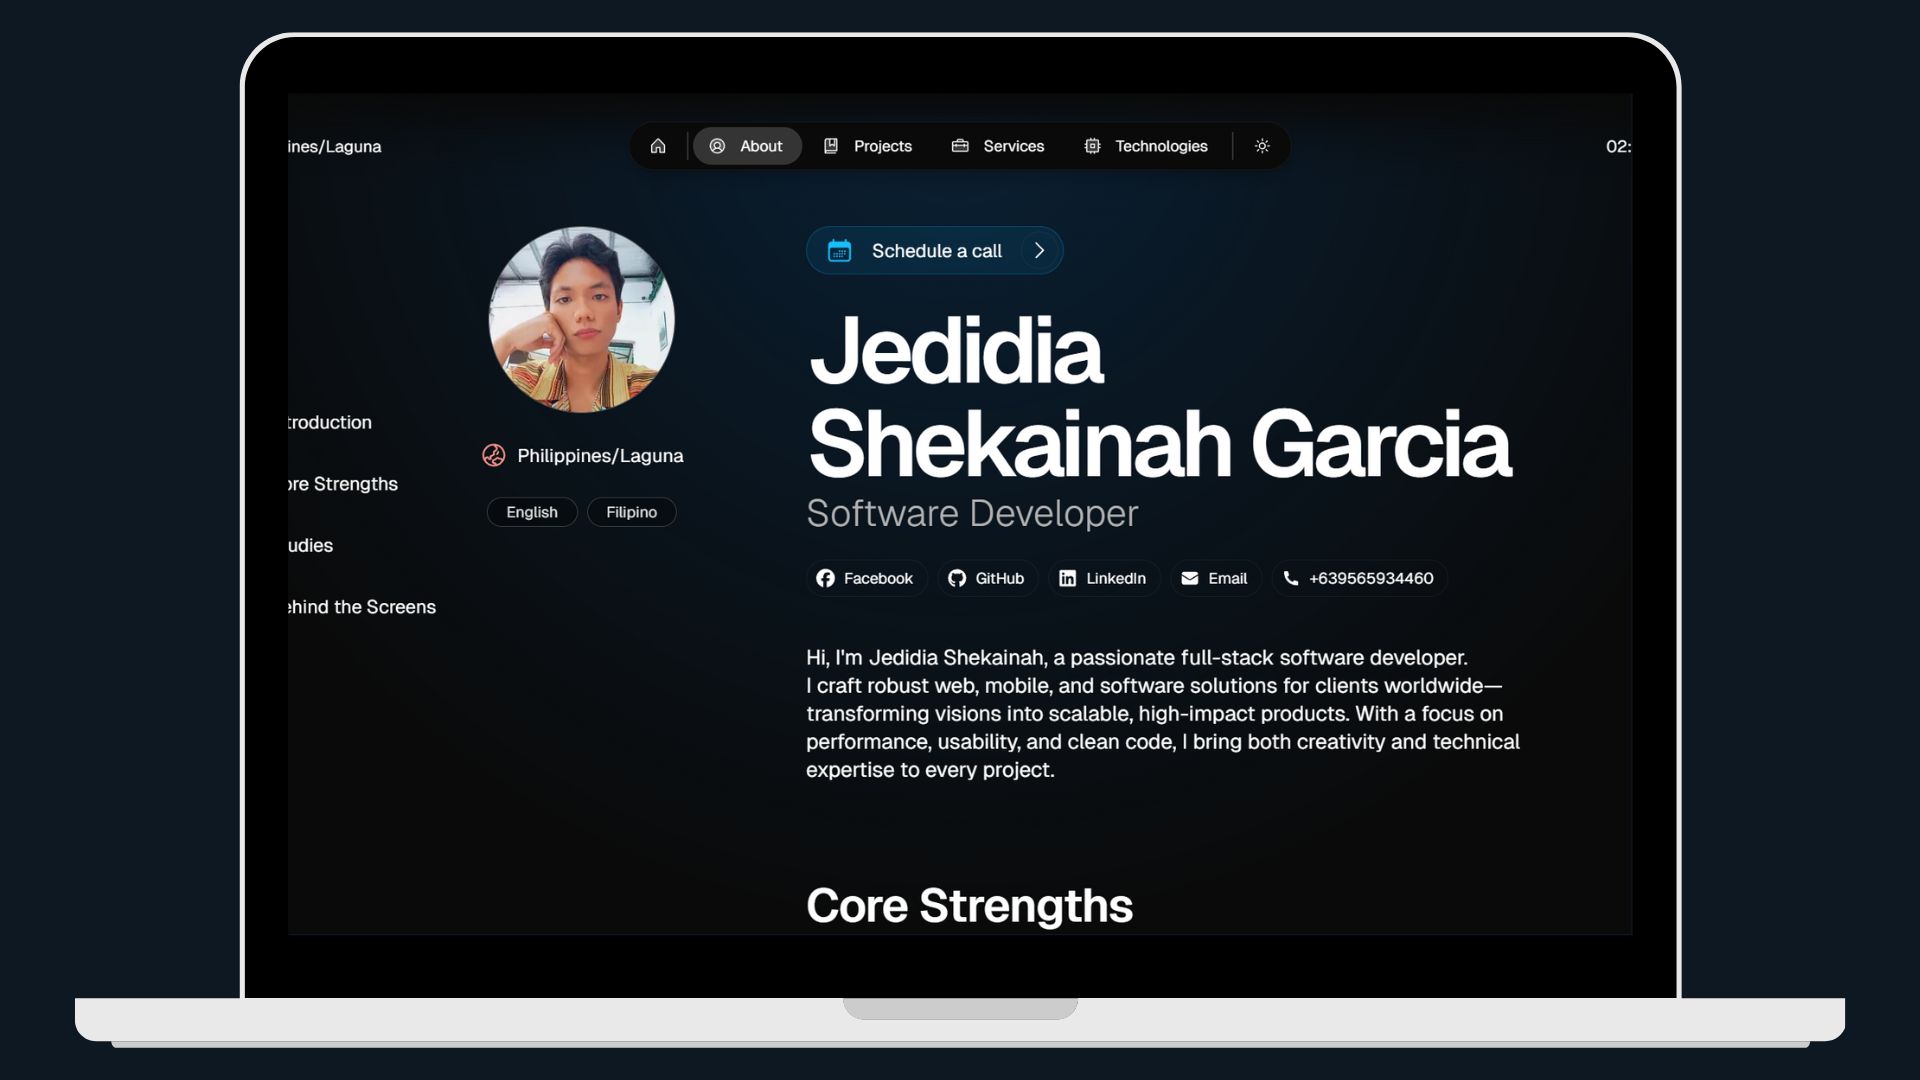 ines/Laguna
About
Projects
Services
Technologies
02:
Schedule a call
Jedidia
Shekainah Garcia
Software Developer
troduction
ore Strengths
udies
ehind the Screens
Philippines/Laguna
English
Filipino
Facebook
GitHub
LinkedIn
Email
+639565934460
Hi, I'm Jedidia Shekainah, a passionate full-stack software developer.
I craft robust web, mobile, and software solutions for clients worldwide—
transforming visions into scalable, high-impact products. With a focus on
performance, usability, and clean code, I bring both creativity and technical
expertise to every project.
Core Strengths